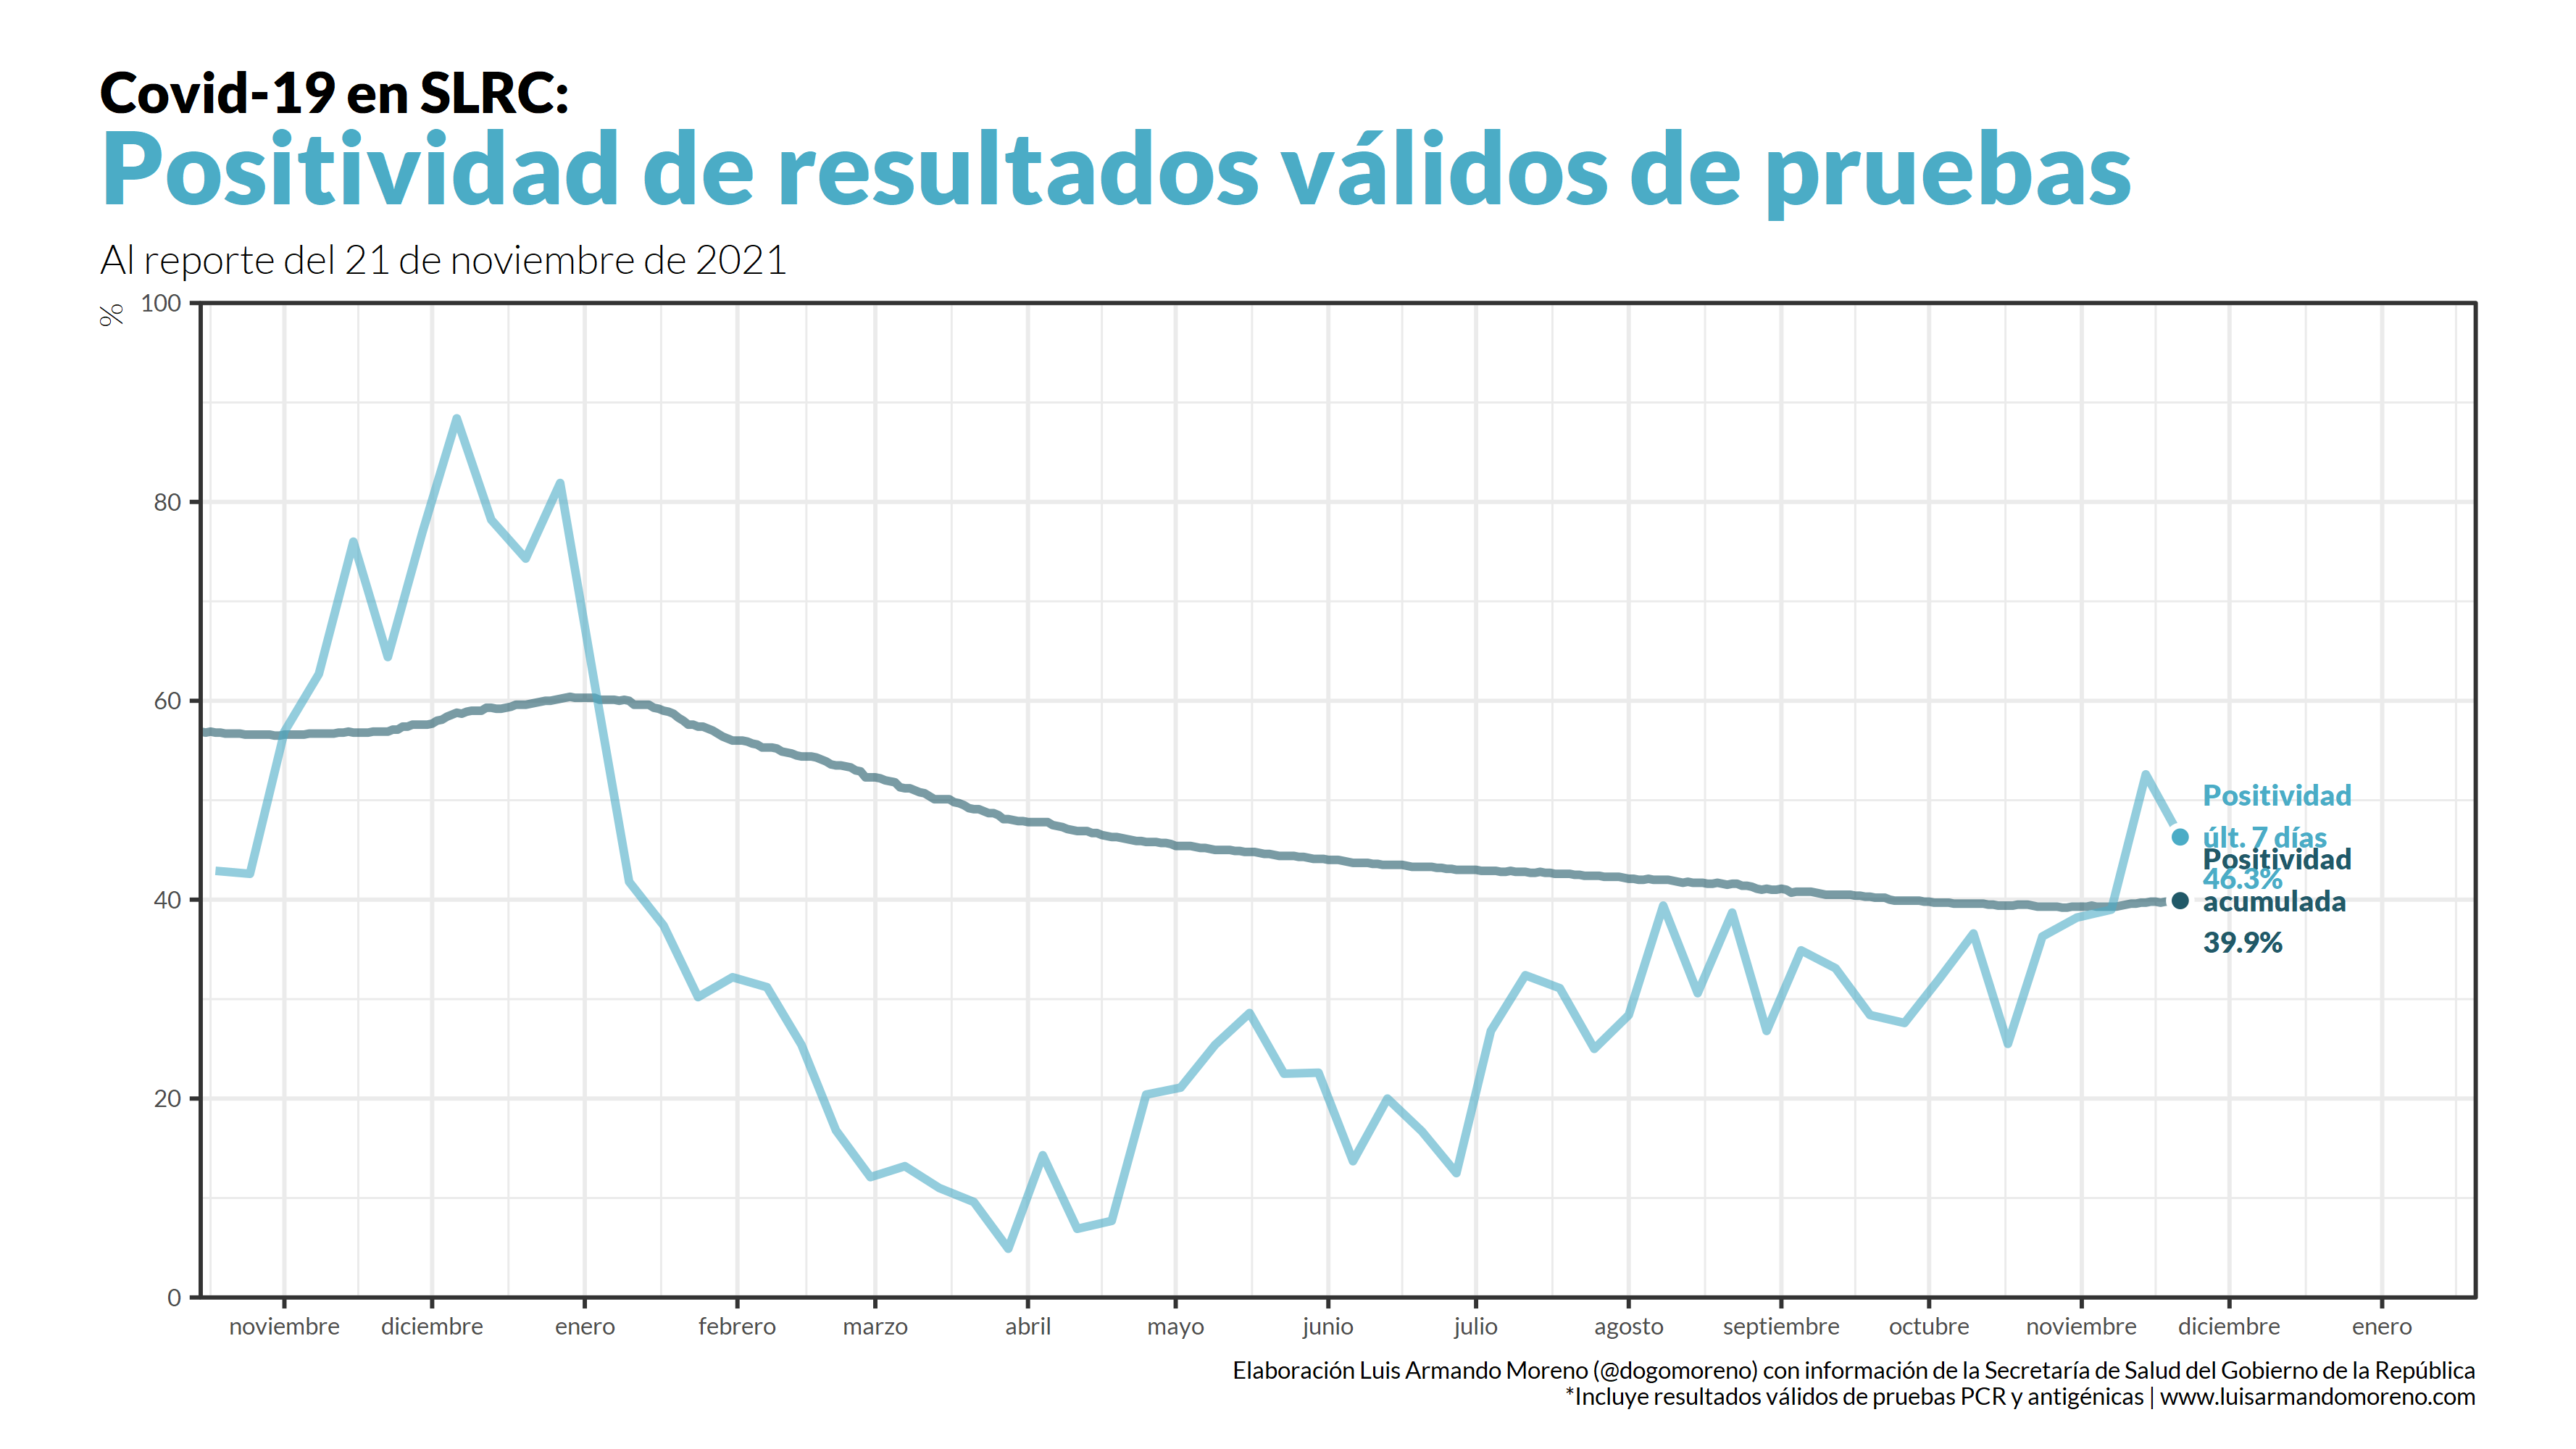 Covid-19 en SLRC:
Positividad de resultados válidos de pruebas
Al reporte del 21 de noviembre de 2021
%
100
80
60
40
20
0
Positividad
últ. 7 días
46.3%
Positividad
acumulada
39.9%
noviembre diciembre enero febrero marzo abril mayo junio julio agosto septiembre octubre noviembre diciembre enero
Elaboración Luis Armando Moreno (@dogomoreno) con información de la Secretaría de Salud del Gobierno de la República
*Incluye resultados válidos de pruebas PCR y antigénicas | www.luisarmandomoreno.com